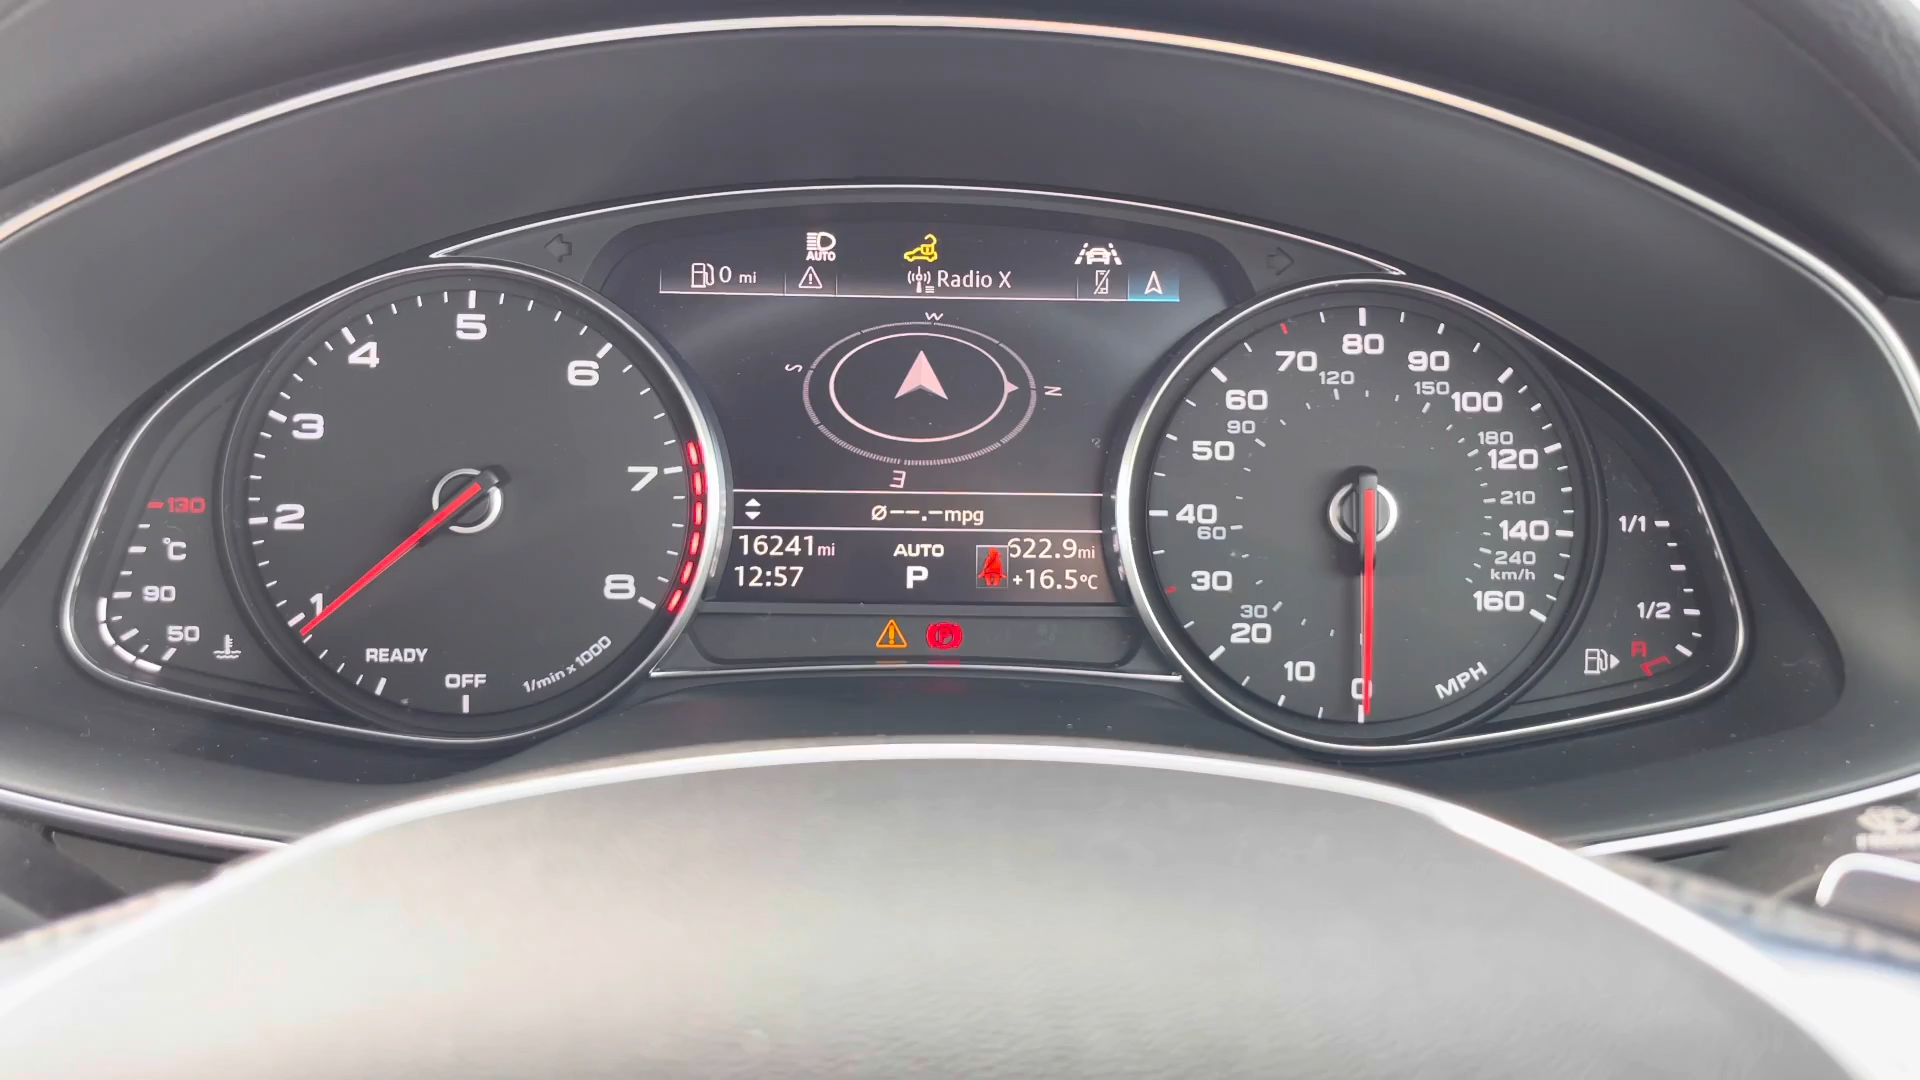 AUTO
0 mi
Radio X
W
S
N
E
Ø--.-mpg
16241mi
AUTO
622.9mi
12:57
P
+16.5°C
1
2
3
4
5
6
7
8
READY
OFF
1/min x 1000
130
°C
90
50
0
10
20
30
40
50
60
70
80
90
100
120
140
160
MPH
30
60
90
120
150
180
210
240
km/h
1/1
1/2
R